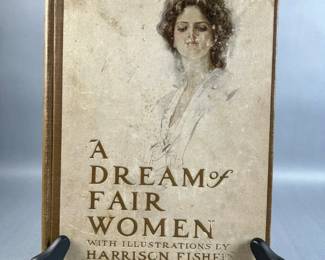 A
DREAM of
FAIR
WOMEN
WITH ILLUSTRATIONS BY
HARRISON FISHER